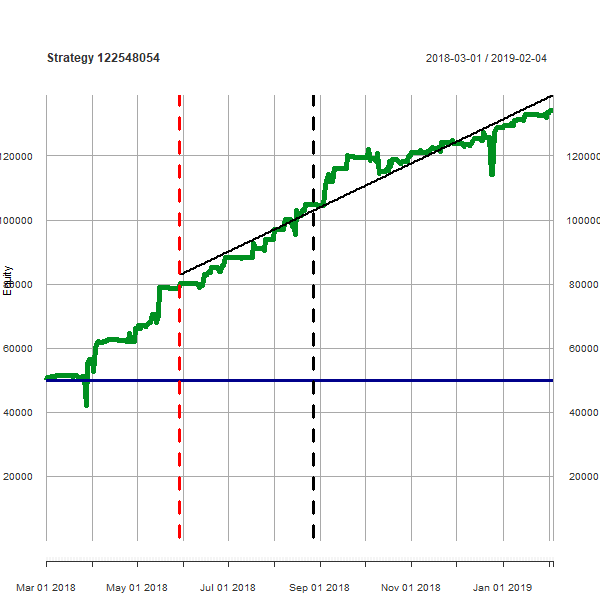 Strategy 122548054 2018-03-01 / 2019-02-04
120000 120000
100000 100000
Equity
80000 80000
60000 60000
40000 40000
20000 20000
Mar 01 2018 May 01 2018 Jul 01 2018 Sep 01 2018 Nov 01 2018 Jan 01 2019